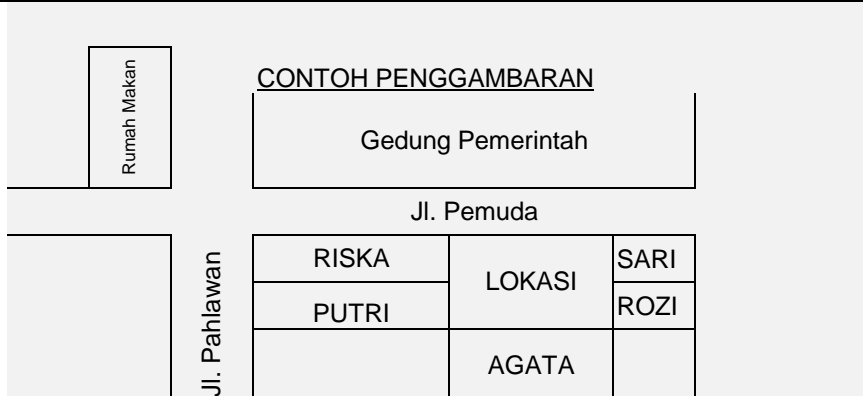 Rumah Makan
CONTOH PENGGAMBARAN
Gedung Pemerintah
Jl. Pemuda
Jl. Pahlawan
RISKA
LOKASI
SARI
PUTRI
ROZI
AGATA